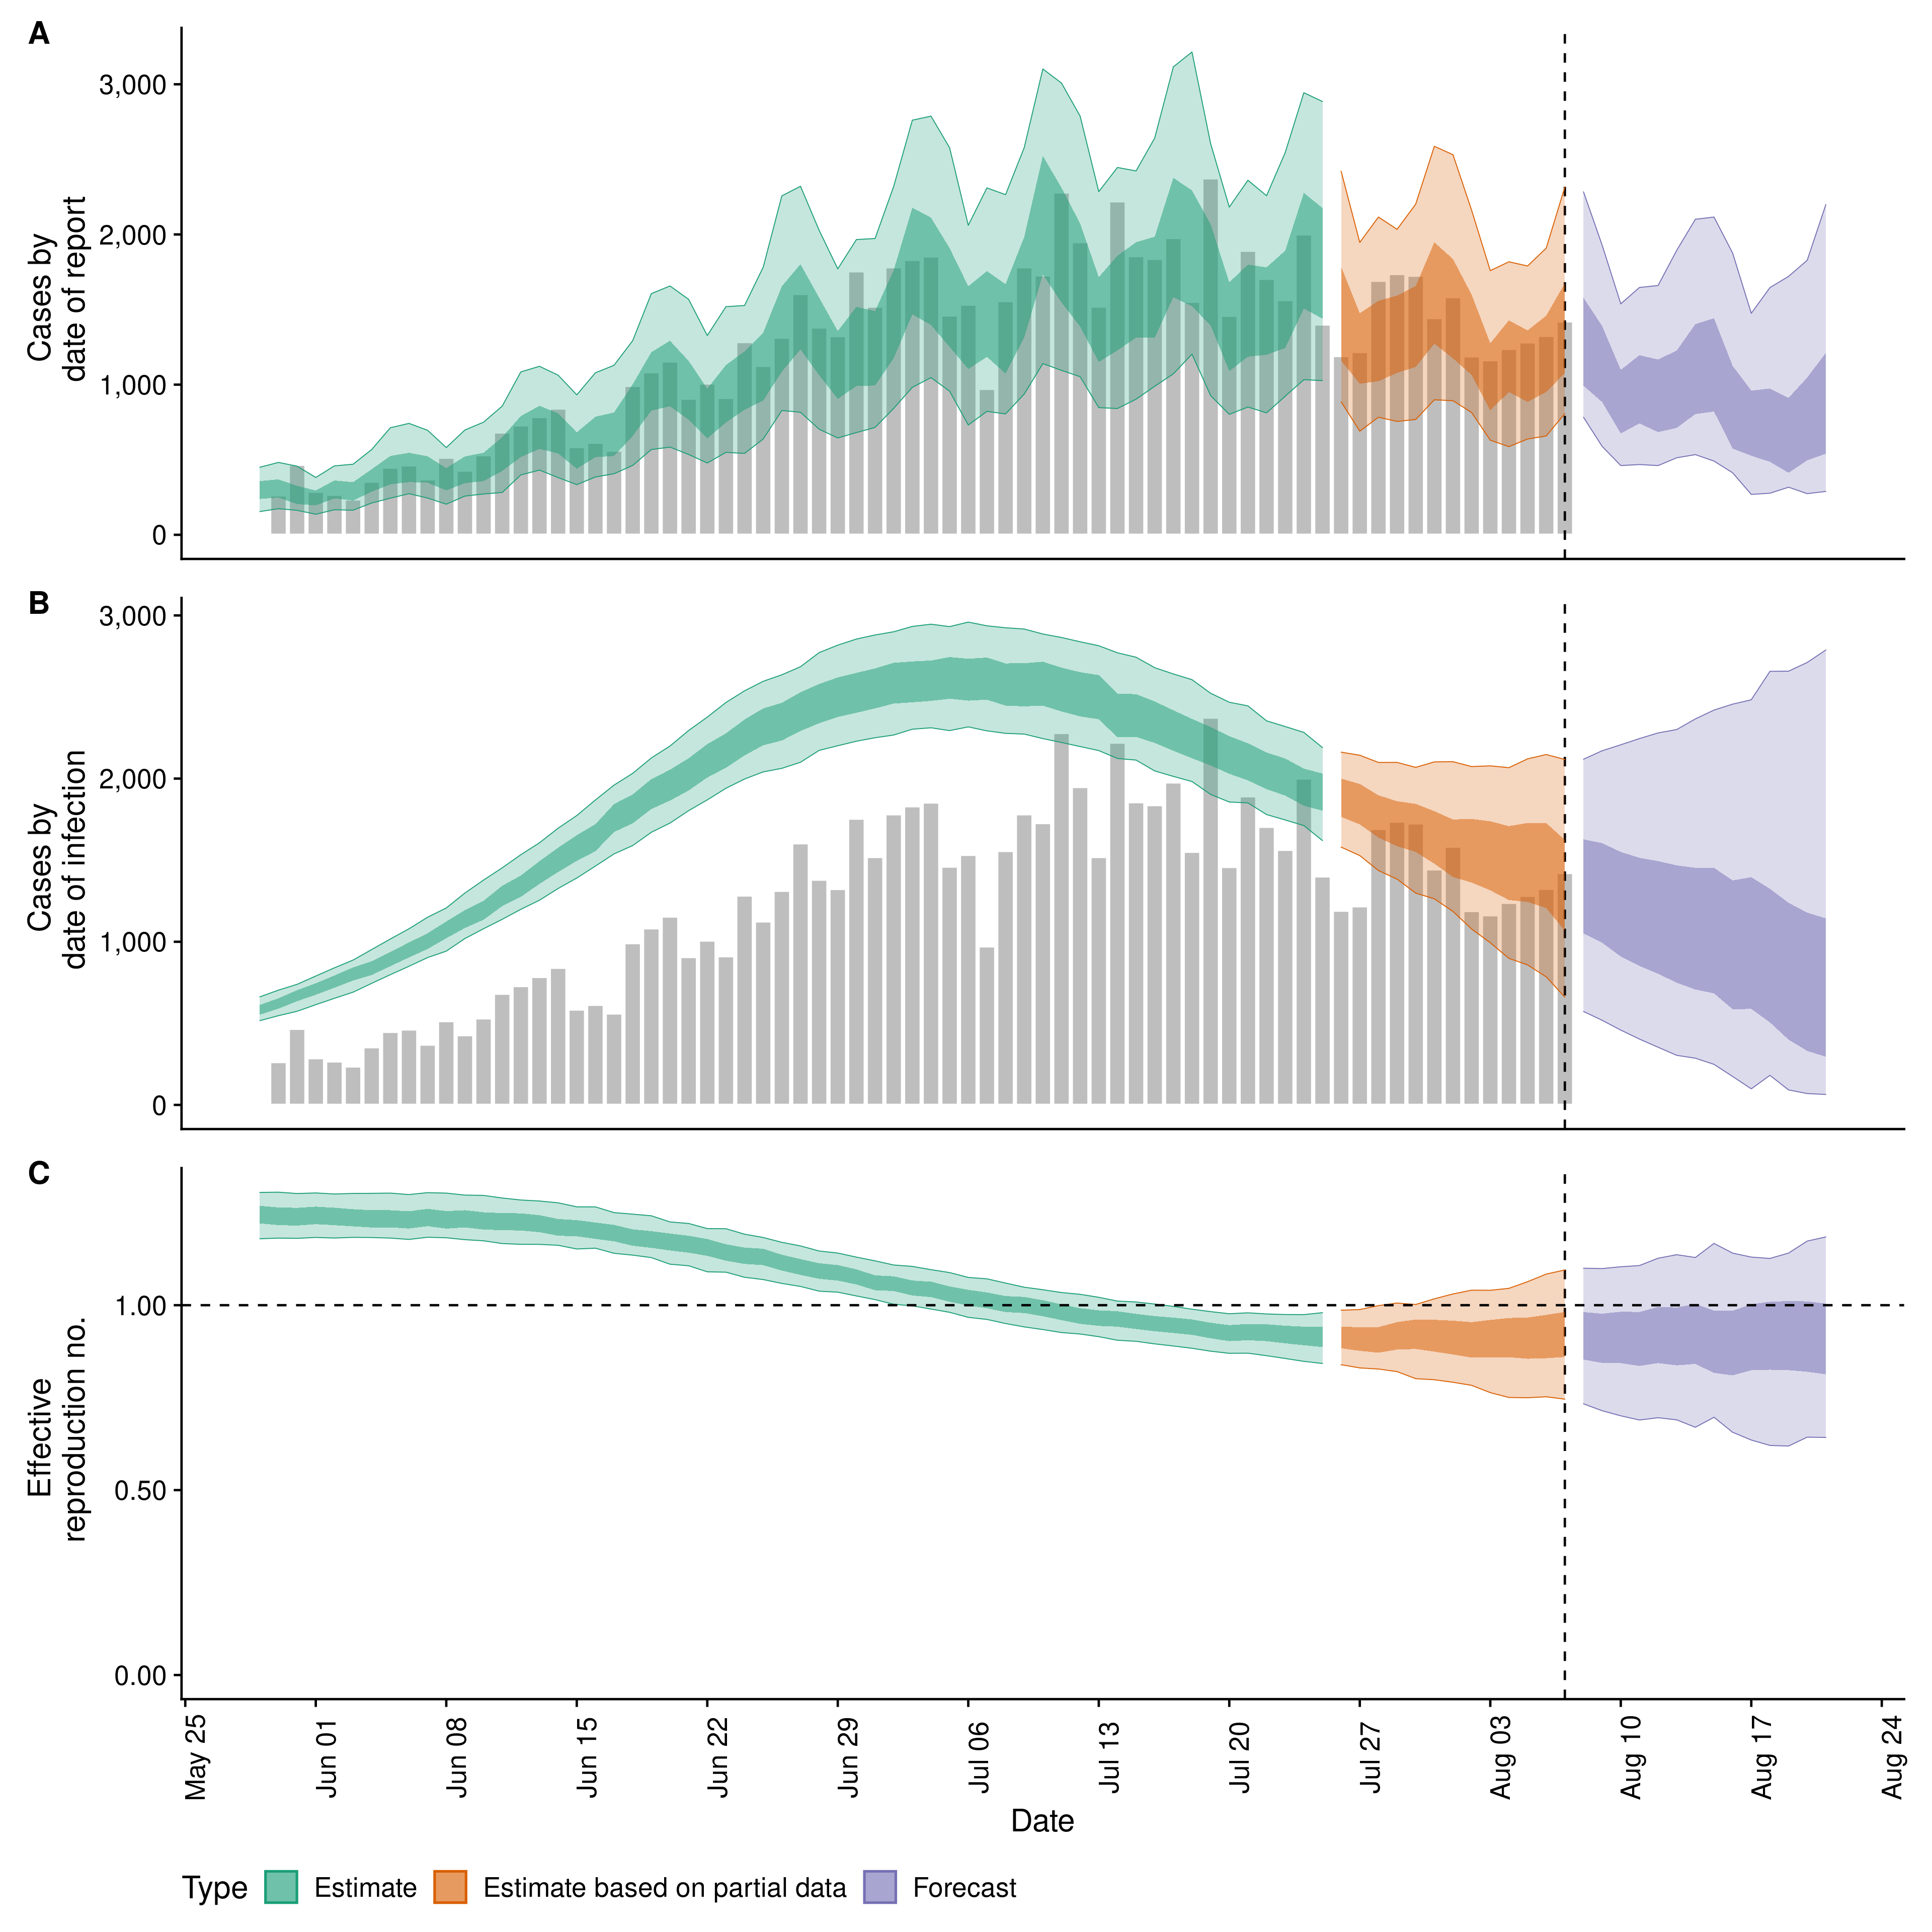 A
Cases by
date of report
3,000
2,000
1,000
0
B
Cases by
date of infection
3,000
2,000
1,000
0
C
Effective
reproduction no.
1.00
0.50
0.00
May 25
Jun 01
Jun 08
Jun 15
Jun 22
Jun 29
Jul 06
Jul 13
Jul 20
Jul 27
Aug 03
Aug 10
Aug 17
Aug 24
Date
Type
Estimate
Estimate based on partial data
Forecast